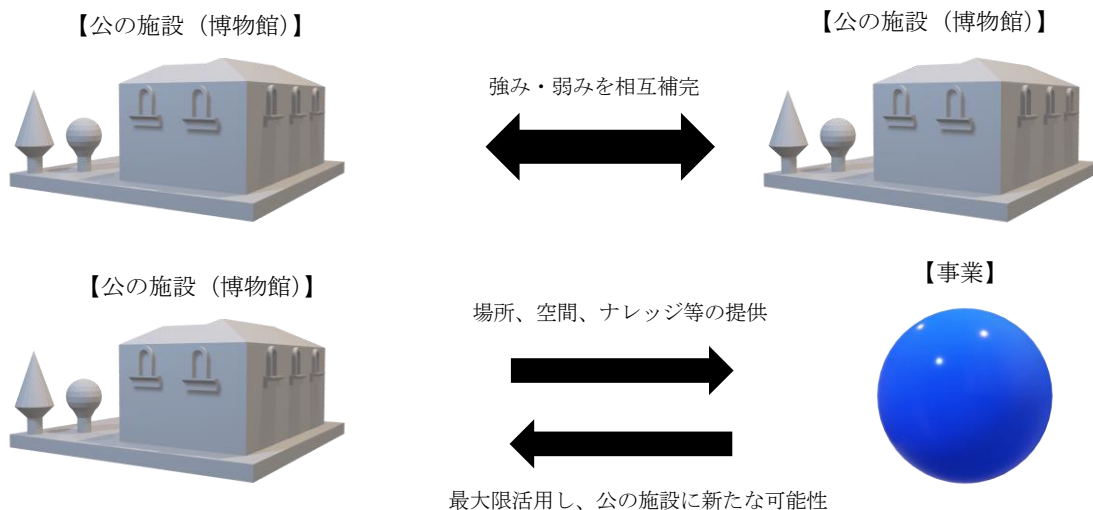 【公の施設(博物館)】
【公の施設(博物館)】
強み・弱みを相互補完
【公の施設(博物館)】
【事業】
場所、空間、ナレッジ等の提供
最大限活用し、公の施設に新たな可能性